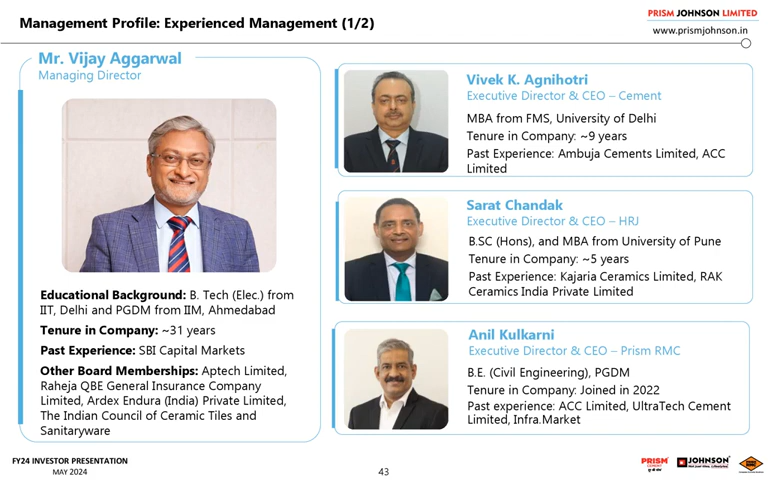 Management Profile: Experienced Management (1/2)
PRISM JOHNSON LIMITED
www.prismjohnson.in
Mr. Vijay Aggarwal
Managing Director
Educational Background: B. Tech (Elec.) from
IIT, Delhi and PGDM from IIM, Ahmedabad
Tenure in Company: ~31 years
Past Experience: SBI Capital Markets
Other Board Memberships: Aptech Limited,
Raheja QBE General Insurance Company
Limited, Ardex Endura (India) Private Limited,
The Indian Council of Ceramic Tiles and
Sanitaryware
Vivek K. Agnihotri
Executive Director & CEO – Cement
MBA from FMS, University of Delhi
Tenure in Company: ~9 years
Past Experience: Ambuja Cements Limited, ACC
Limited
Sarat Chandak
Executive Director & CEO – HRJ
B.SC (Hons), and MBA from University of Pune
Tenure in Company: ~5 years
Past Experience: Kajaria Ceramics Limited, RAK
Ceramics India Private Limited
Anil Kulkarni
Executive Director & CEO – Prism RMC
B.E. (Civil Engineering), PGDM
Tenure in Company: Joined in 2022
Past experience: ACC Limited, UltraTech Cement
Limited, Infra.Market
FY24 INVESTOR PRESENTATION
MAY 2024
43
PRISM
CEMENT
JOHNSON